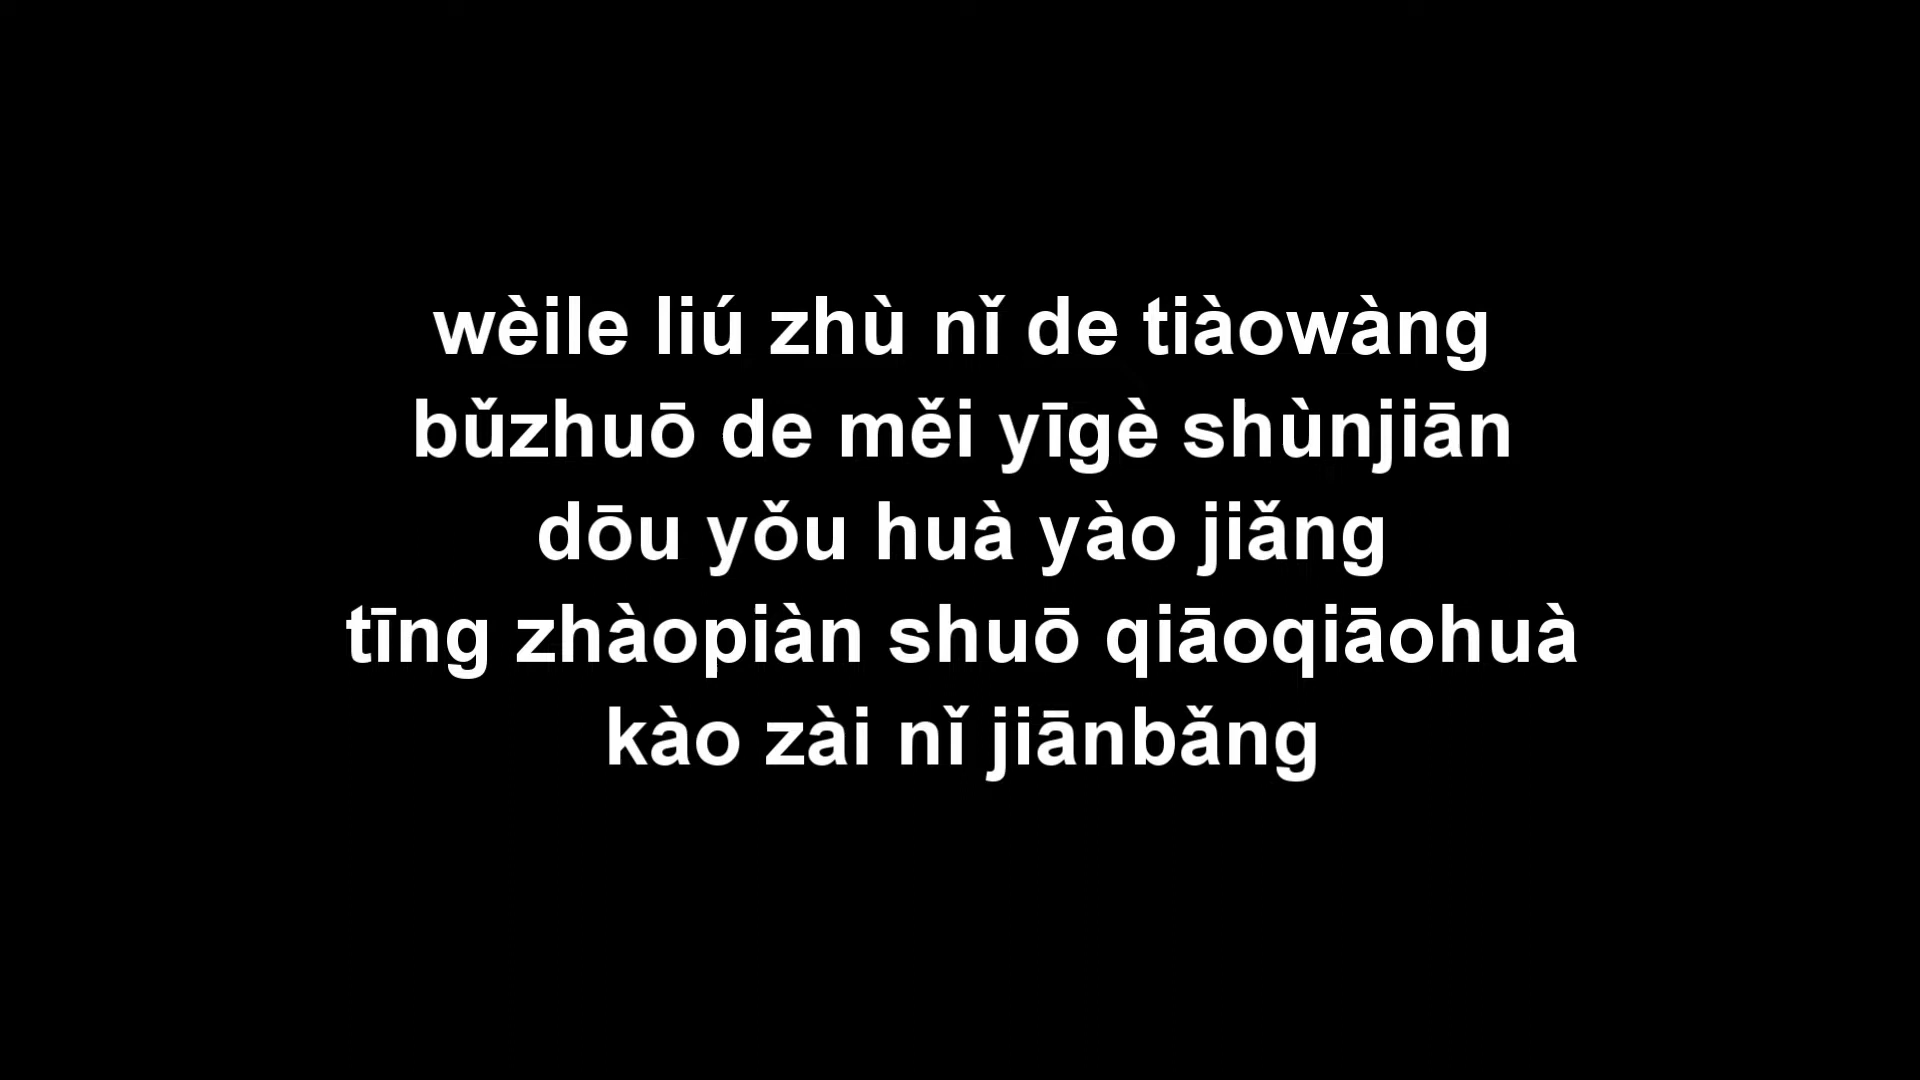 wèile liú zhù nǐ de tiàowàng
bǔzhuō de měi yīgè shùnjiān
dōu yǒu huà yào jiǎng
tīng zhàopiàn shuō qiāoqiāohuà
kào zài nǐ jiānbǎng